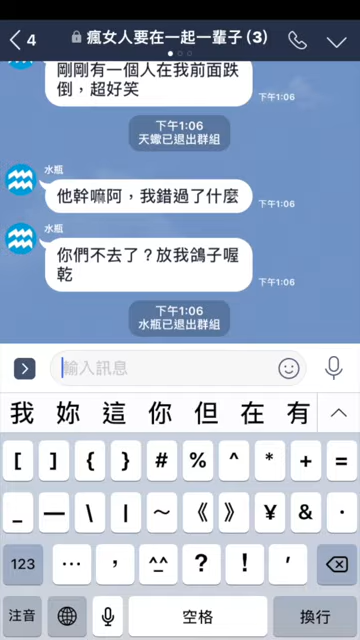 4 瘋女人要在一起一輩子 (3)
剛剛有一個人在我前面跌
倒，超好笑
下午1:06
下午1:06
天蠍已退出群組
水瓶
他幹嘛阿，我錯過了什麼
下午1:06
水瓶
你們不去了？放我鴿子喔
乾
下午1:06
下午1:06
水瓶已退出群組
輸入訊息
我 妳 這 你 但 在 有
[ ] { } # % ^ * + =
_ — \ | ～ 《 》 ¥ & ·
123 … ， ^_^ ? ! ′
注音 空格 換行